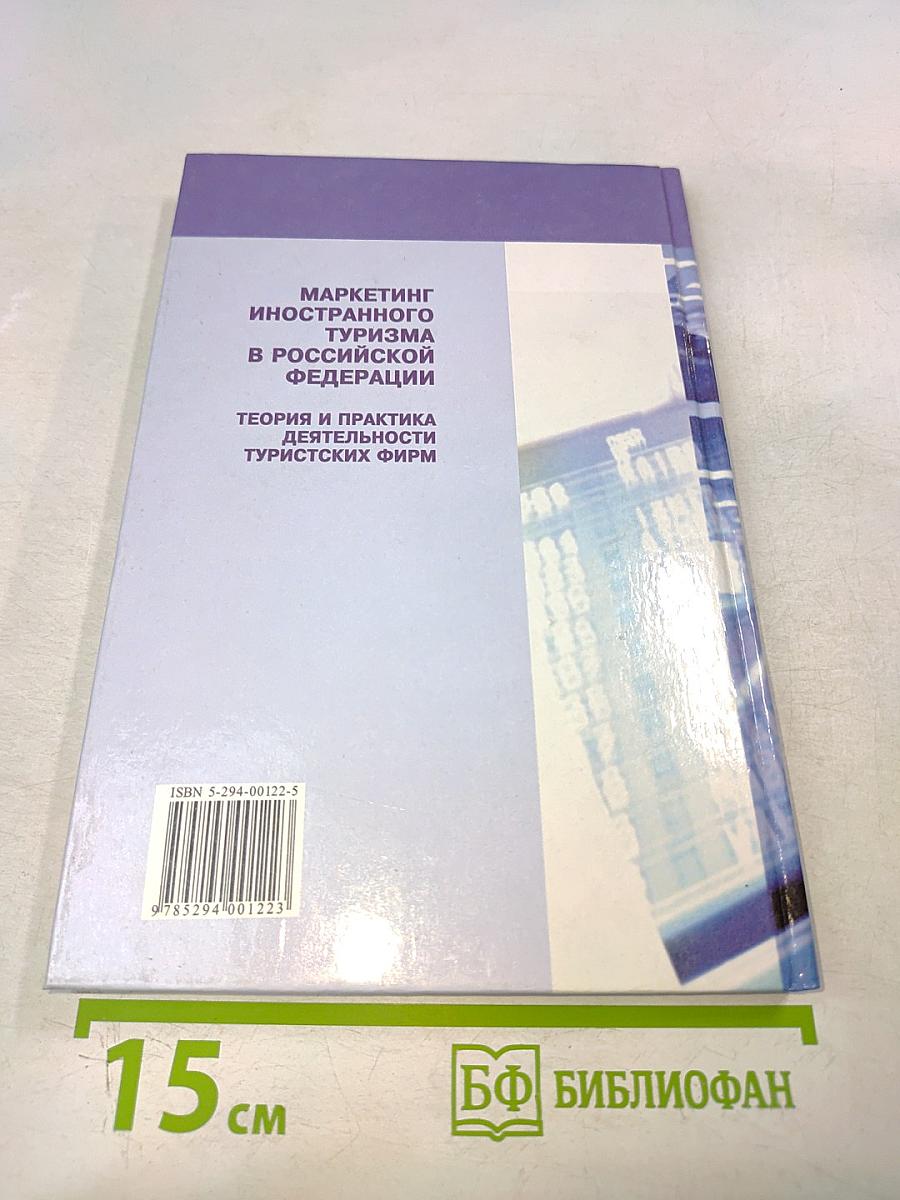 МАРКЕТИНГ
ИНОСТРАННОГО
ТУРИЗМА
В РОССИЙСКОЙ
ФЕДЕРАЦИИ
ТЕОРИЯ И ПРАКТИКА
ДЕЯТЕЛЬНОСТИ
ТУРИСТСКИХ ФИРМ
ISBN 5-294-00122-5
9 785294 001223
15 см
БФ БИБЛИОФАН